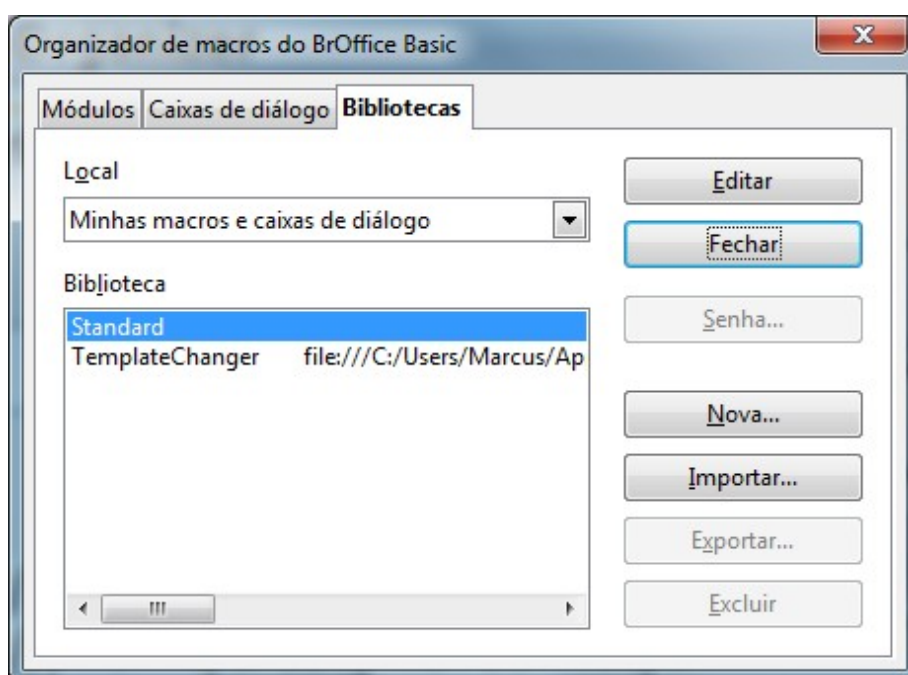 Organizador de macros do BrOffice Basic
Módulos Caixas de diálogo Bibliotecas
Local
Minhas macros e caixas de diálogo
Biblioteca
Standard
TemplateChanger file:///C:/Users/Marcus/Ap
Editar
Fechar
Senha...
Nova...
Importar...
Exportar...
Excluir